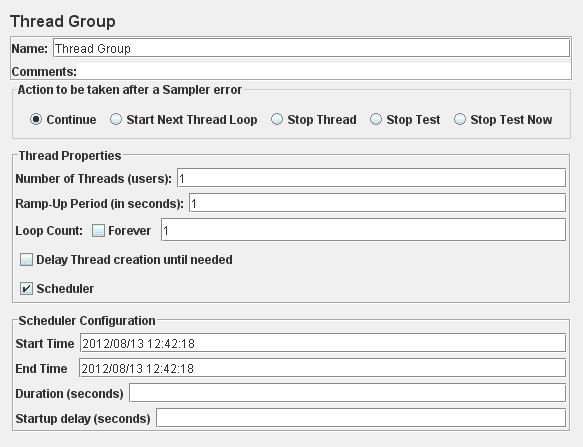 Thread Group
Name: Thread Group
Comments:
Action to be taken after a Sampler error
Continue Start Next Thread Loop Stop Thread Stop Test Stop Test Now
Thread Properties
Number of Threads (users): 1
Ramp-Up Period (in seconds): 1
Loop Count: Forever 1
Delay Thread creation until needed
Scheduler
Scheduler Configuration
Start Time 2012/08/13 12:42:18
End Time 2012/08/13 12:42:18
Duration (seconds)
Startup delay (seconds)